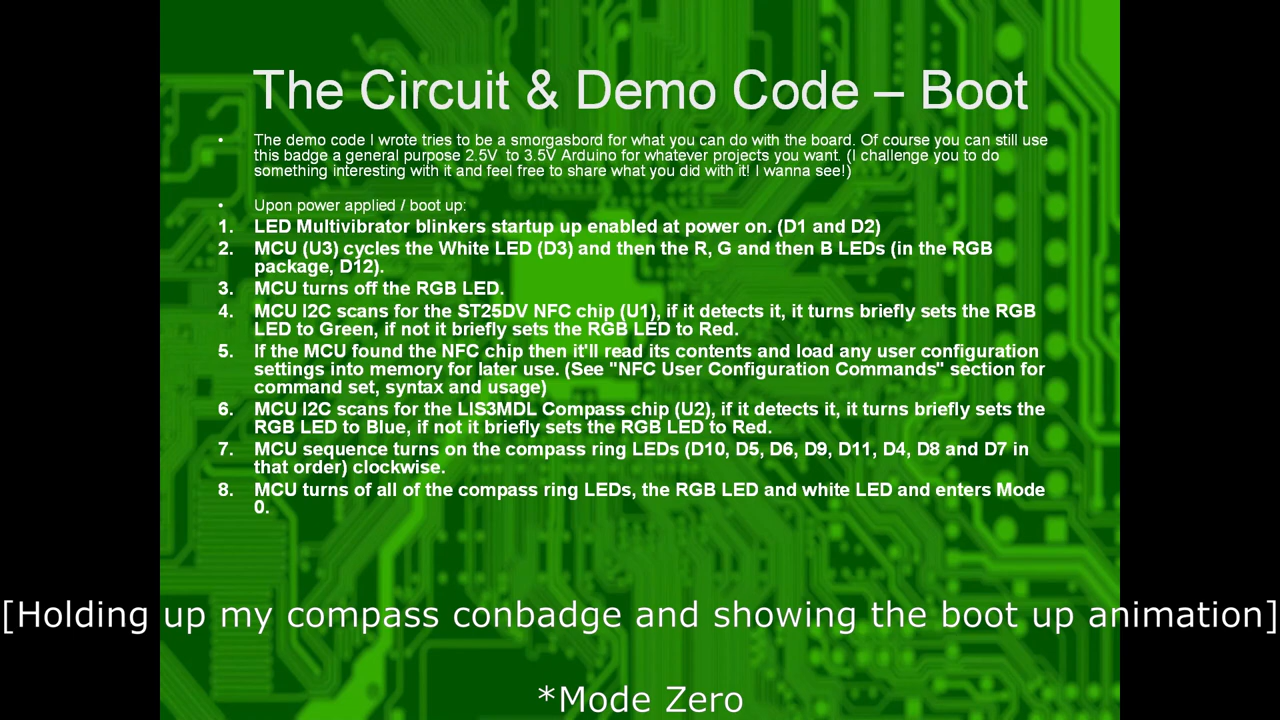 The Circuit & Demo Code – Boot
• The demo code I wrote tries to be a smorgasbord for what you can do with the board. Of course you can still use
this badge a general purpose 2.5V  to 3.5V Arduino for whatever projects you want. (I challenge you to do
something interesting with it and feel free to share what you did with it! I wanna see!)
• Upon power applied / boot up:
1. LED Multivibrator blinkers startup up enabled at power on. (D1 and D2)
2. MCU (U3) cycles the White LED (D3) and then the R, G and then B LEDs (in the RGB
package, D12).
3. MCU turns off the RGB LED.
4. MCU I2C scans for the ST25DV NFC chip (U1), if it detects it, it turns briefly sets the RGB
LED to Green, if not it briefly sets the RGB LED to Red.
5. If the MCU found the NFC chip then it'll read its contents and load any user configuration
settings into memory for later use. (See "NFC User Configuration Commands" section for
command set, syntax and usage)
6. MCU I2C scans for the LIS3MDL Compass chip (U2), if it detects it, it turns briefly sets the
RGB LED to Blue, if not it briefly sets the RGB LED to Red.
7. MCU sequence turns on the compass ring LEDs (D10, D5, D6, D9, D11, D4, D8 and D7 in
that order) clockwise.
8. MCU turns of all of the compass ring LEDs, the RGB LED and white LED and enters Mode
0.
[Holding up my compass conbadge and showing the boot up animation]
*Mode Zero